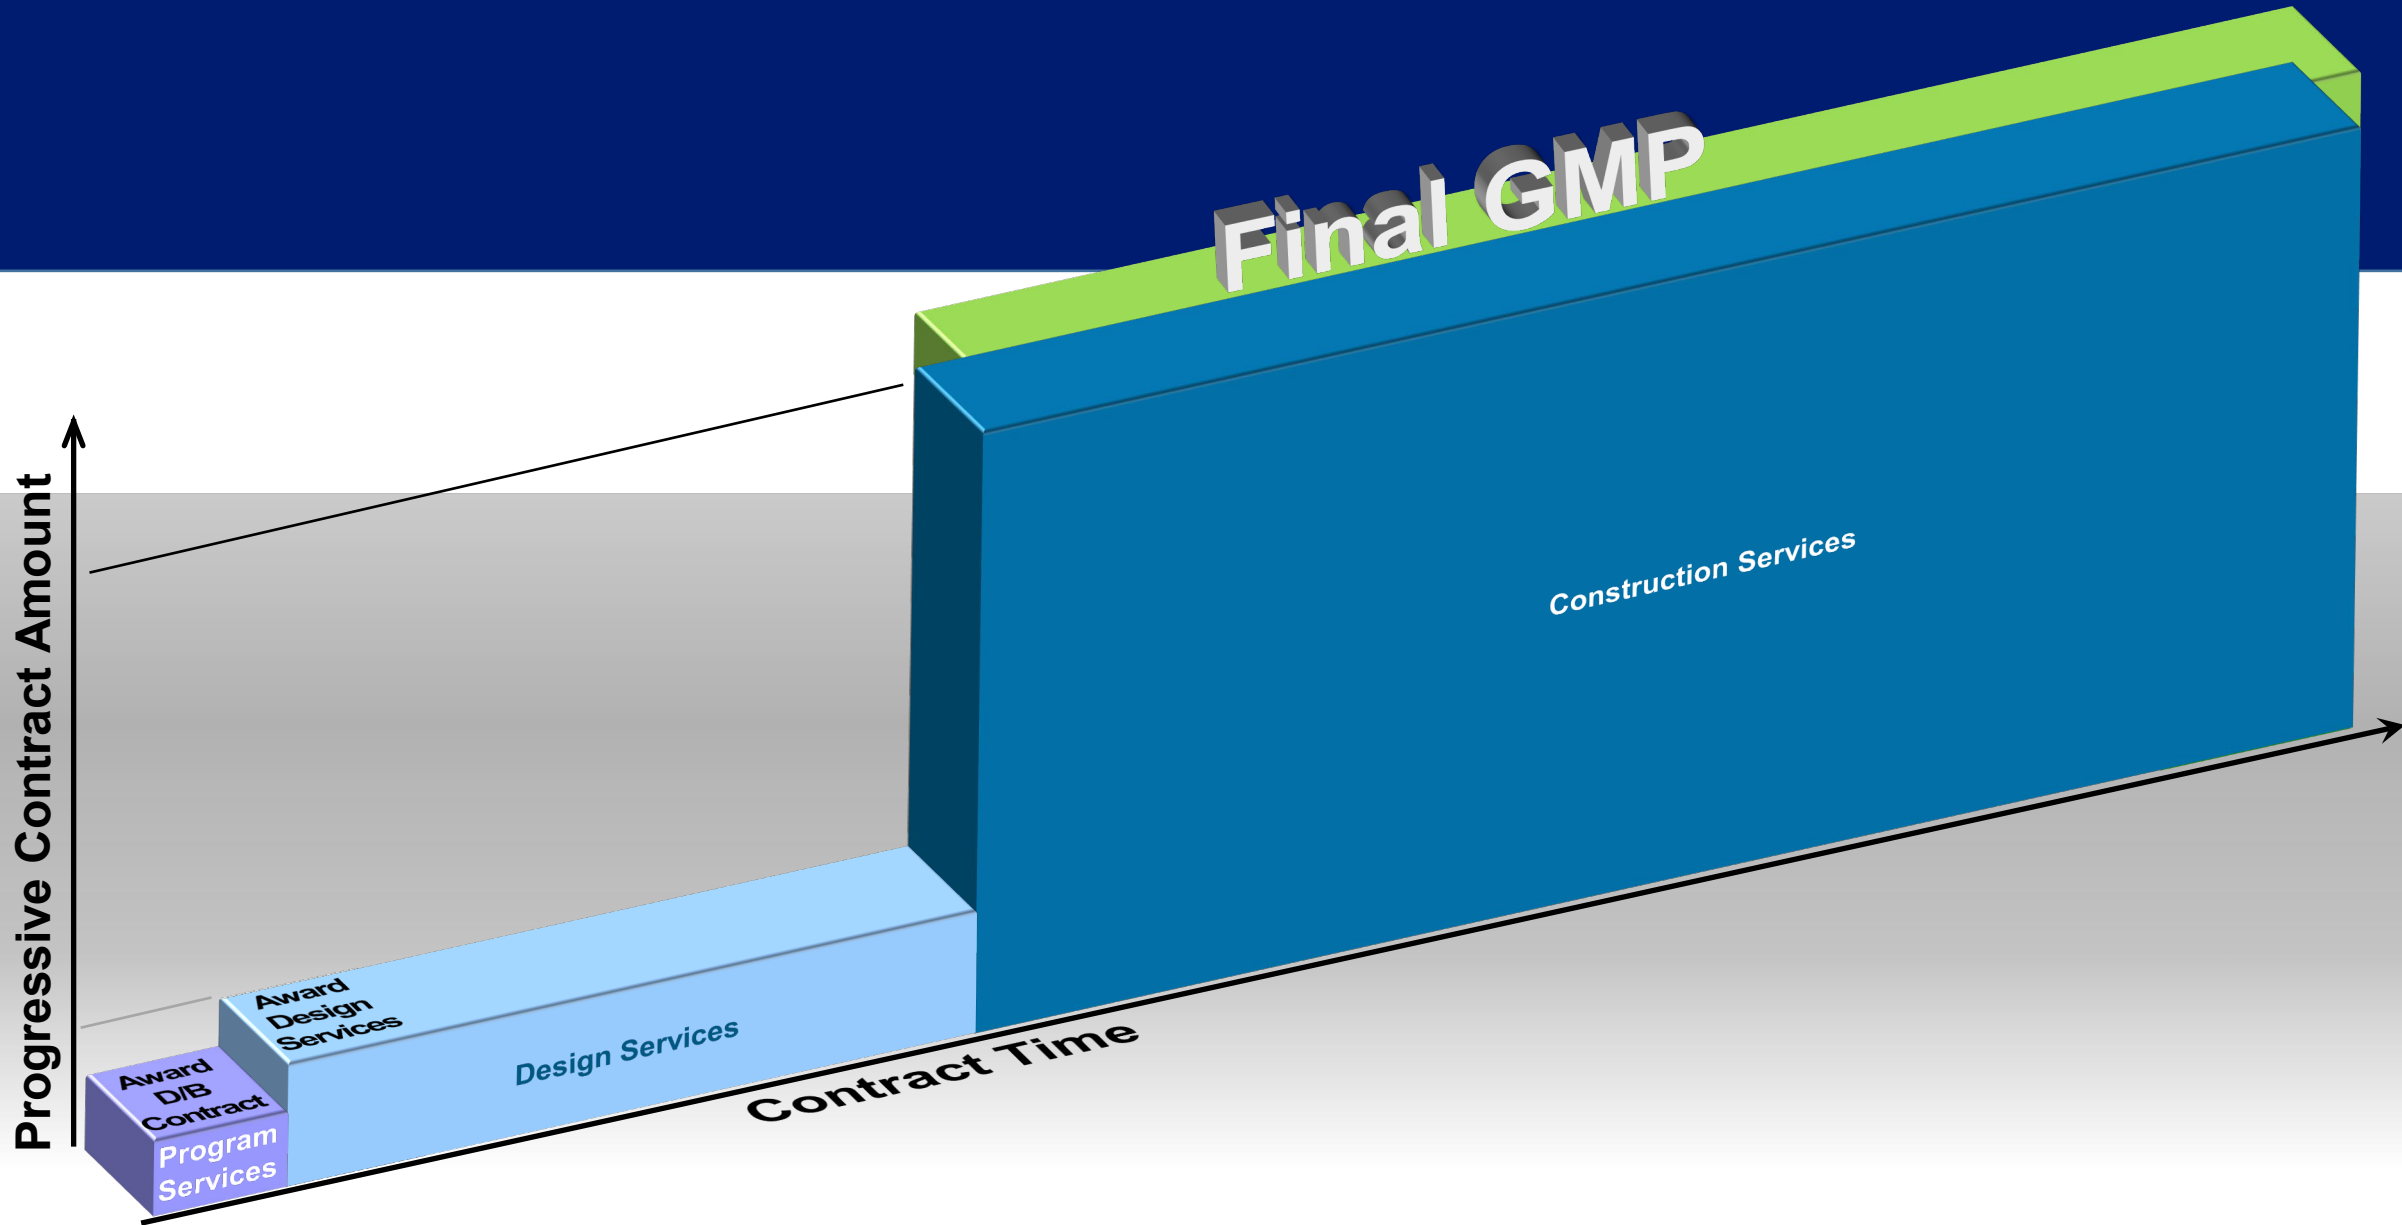 Final GMP
Construction Services
Progressive Contract Amount
Award
Design
Services
Design Services
Award
D/B
Contract
Program
Services
Contract Time